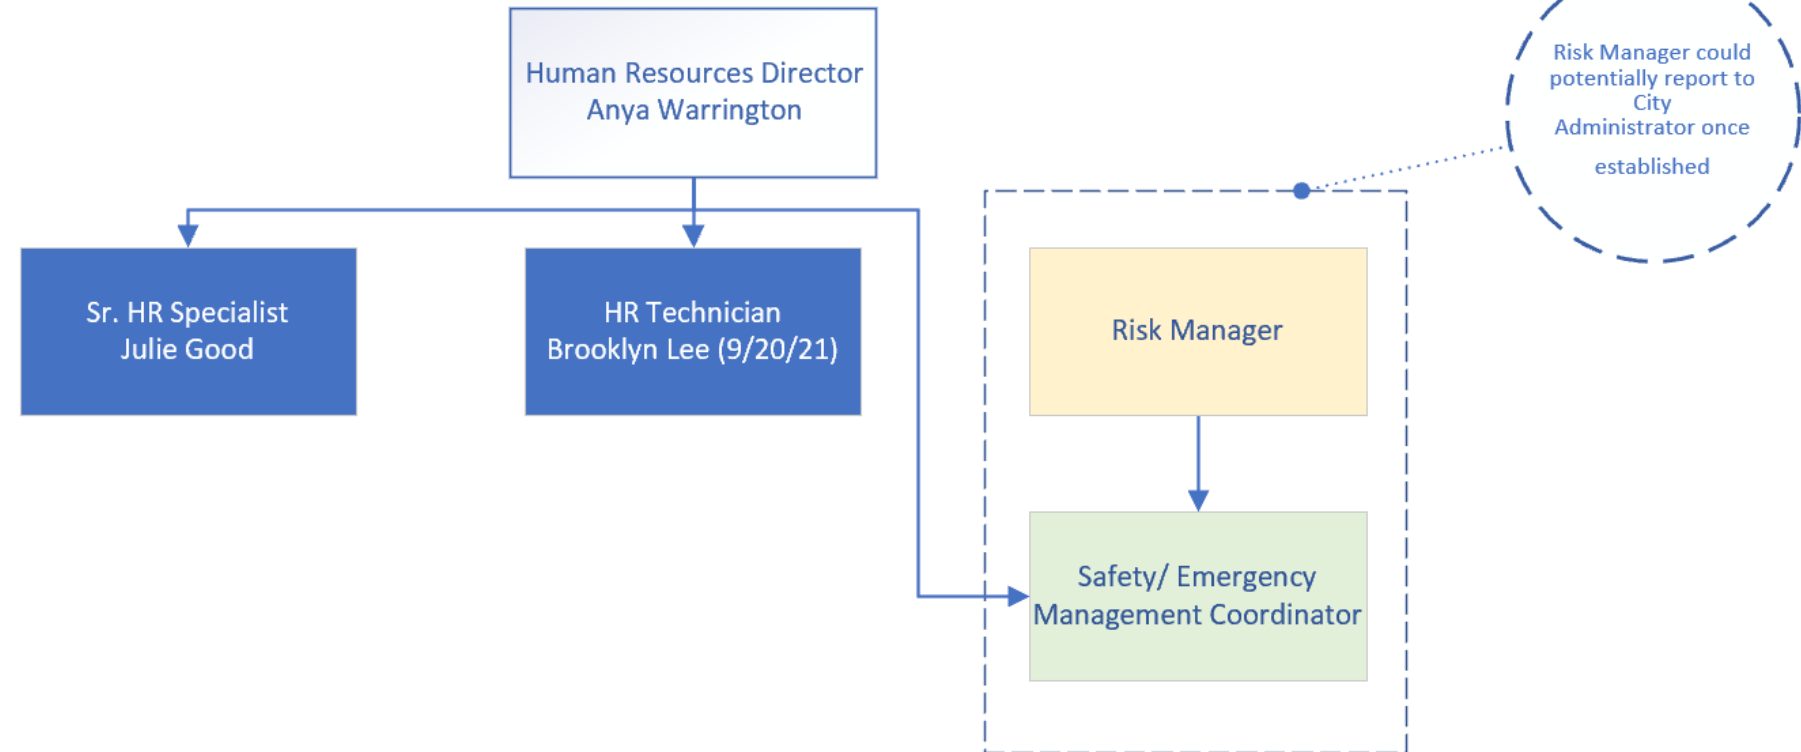 Human Resources Director
Anya Warrington
Risk Manager could
potentially report to
City
Administrator once
established
Sr. HR Specialist
Julie Good
HR Technician
Brooklyn Lee (9/20/21)
Risk Manager
Safety/ Emergency
Management Coordinator